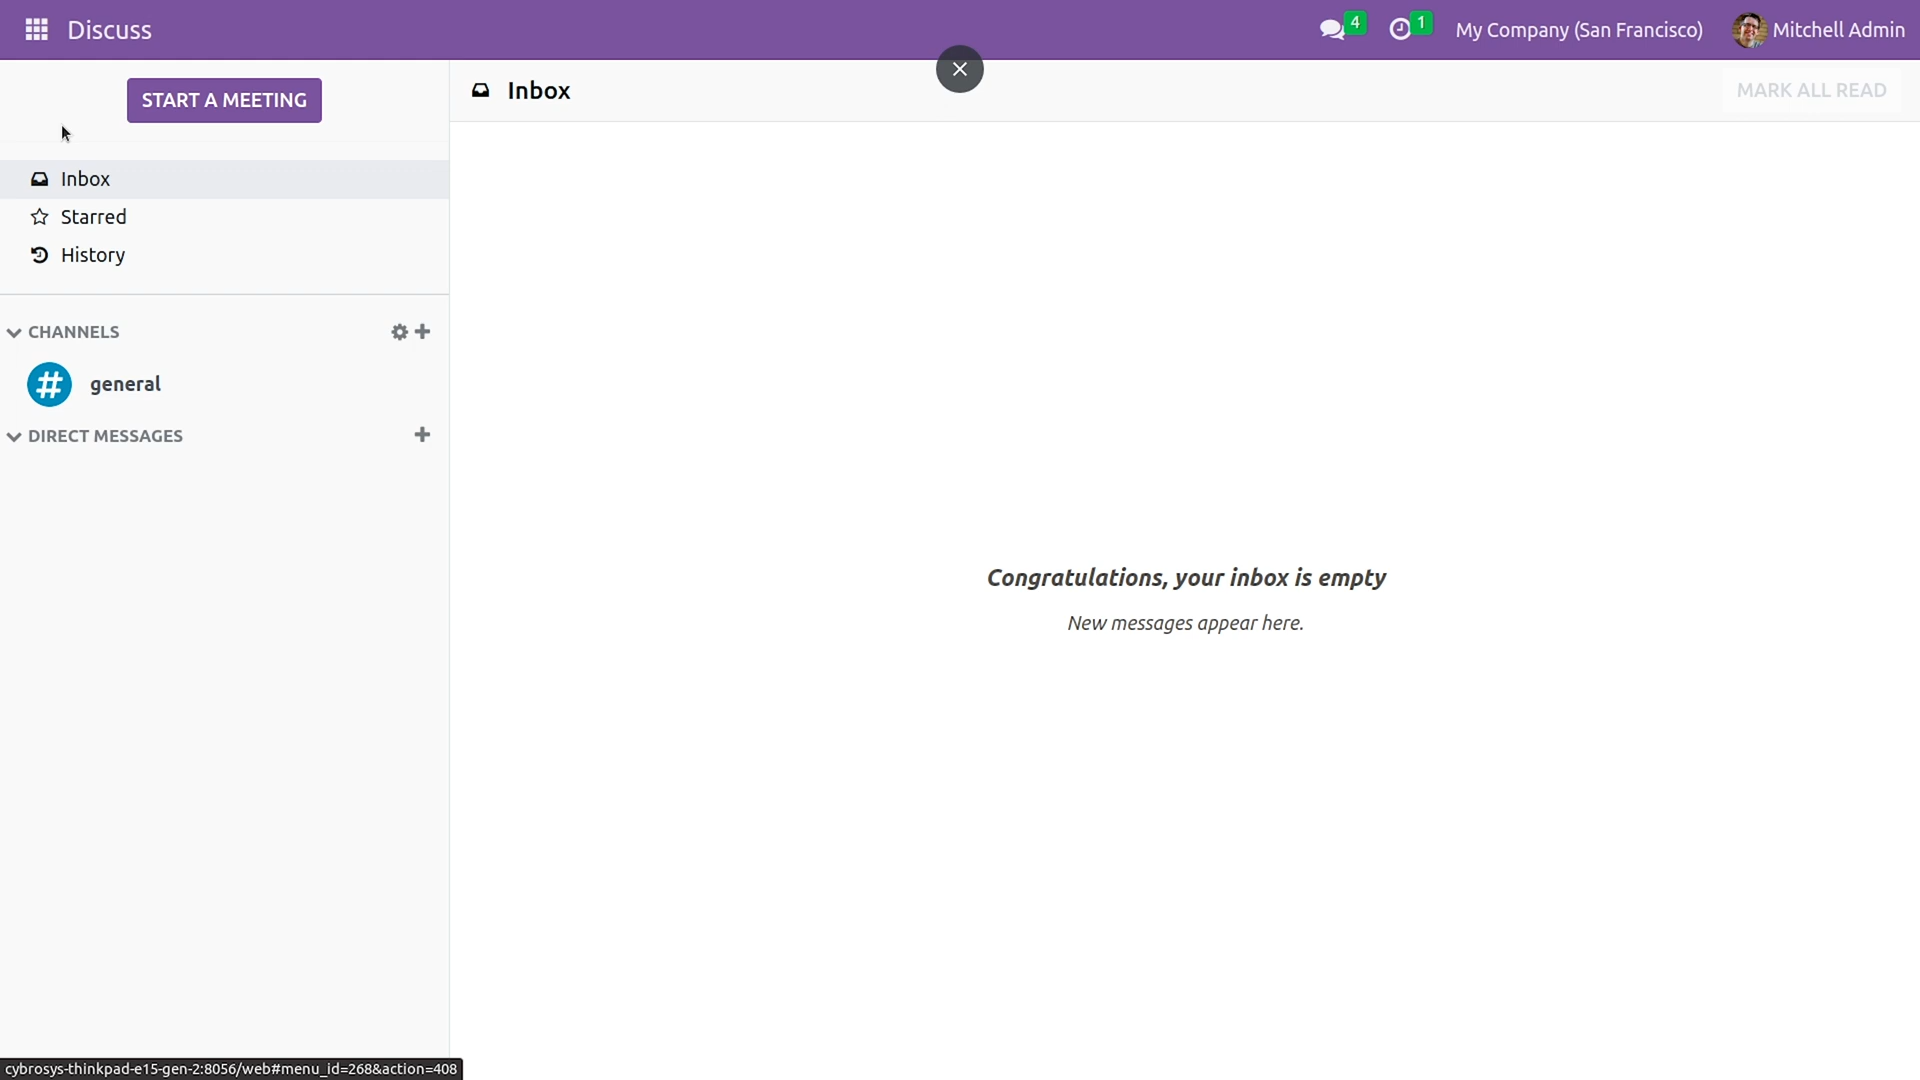 Discuss
4
1
My Company (San Francisco)
Mitchell Admin
START A MEETING
Inbox
MARK ALL READ
Inbox
Starred
History
CHANNELS
general
DIRECT MESSAGES
Congratulations, your inbox is empty
New messages appear here.
cybrosys-thinkpad-e15-gen-2:8056/web#menu_id=268&action=408